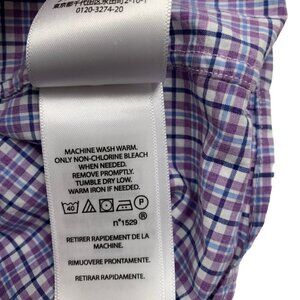 0120-3274-20
MACHINE WASH WARM.
ONLY NON-CHLORINE BLEACH
WHEN NEEDED.
REMOVE PROMPTLY.
TUMBLE DRY LOW.
WARM IRON IF NEEDED.
40 P
n°1529 ®
RETIRER RAPIDEMENT DE LA
MACHINE.
RIMUOVERE PRONTAMENTE.
RETIRAR RAPIDAMENTE.